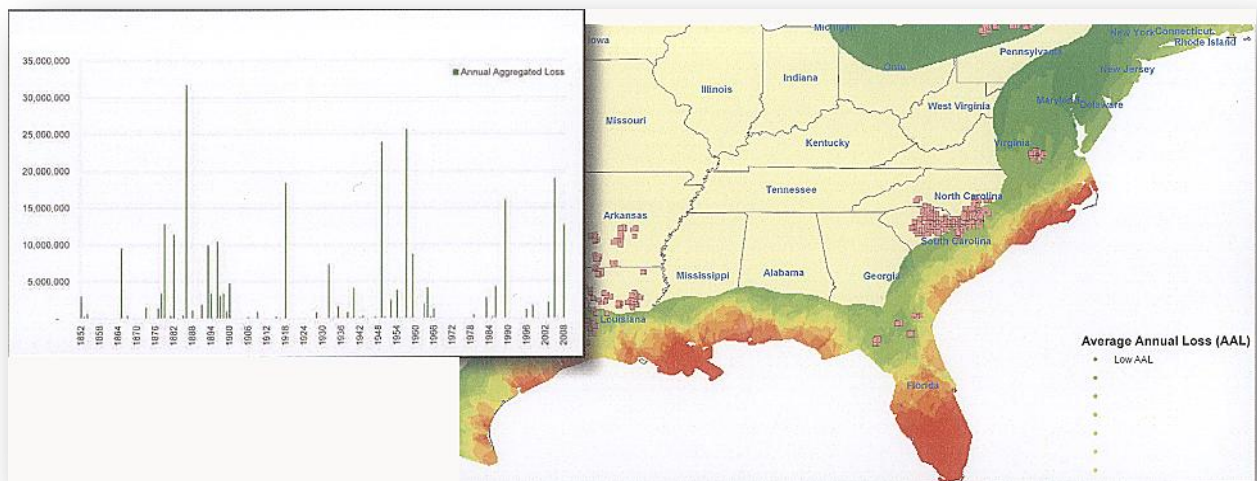 35,000,000
30,000,000
25,000,000
20,000,000
15,000,000
10,000,000
5,000,000
-
Annual Aggregated Loss
1852 1858 1864 1870 1876 1882 1888 1894 1900 1906 1912 1918 1924 1930 1936 1942 1948 1954 1960 1966 1972 1978 1984 1990 1996 2002 2008
Iowa
Michigan
New York
Connecticut
Rhode Island
Pennsylvania
Ohio
New Jersey
Indiana
Illinois
Maryland
Delaware
West Virginia
Missouri
Kentucky
Virginia
Tennessee
North Carolina
Arkansas
South Carolina
Mississippi
Alabama
Georgia
Louisiana
Florida
Average Annual Loss (AAL)
Low AAL